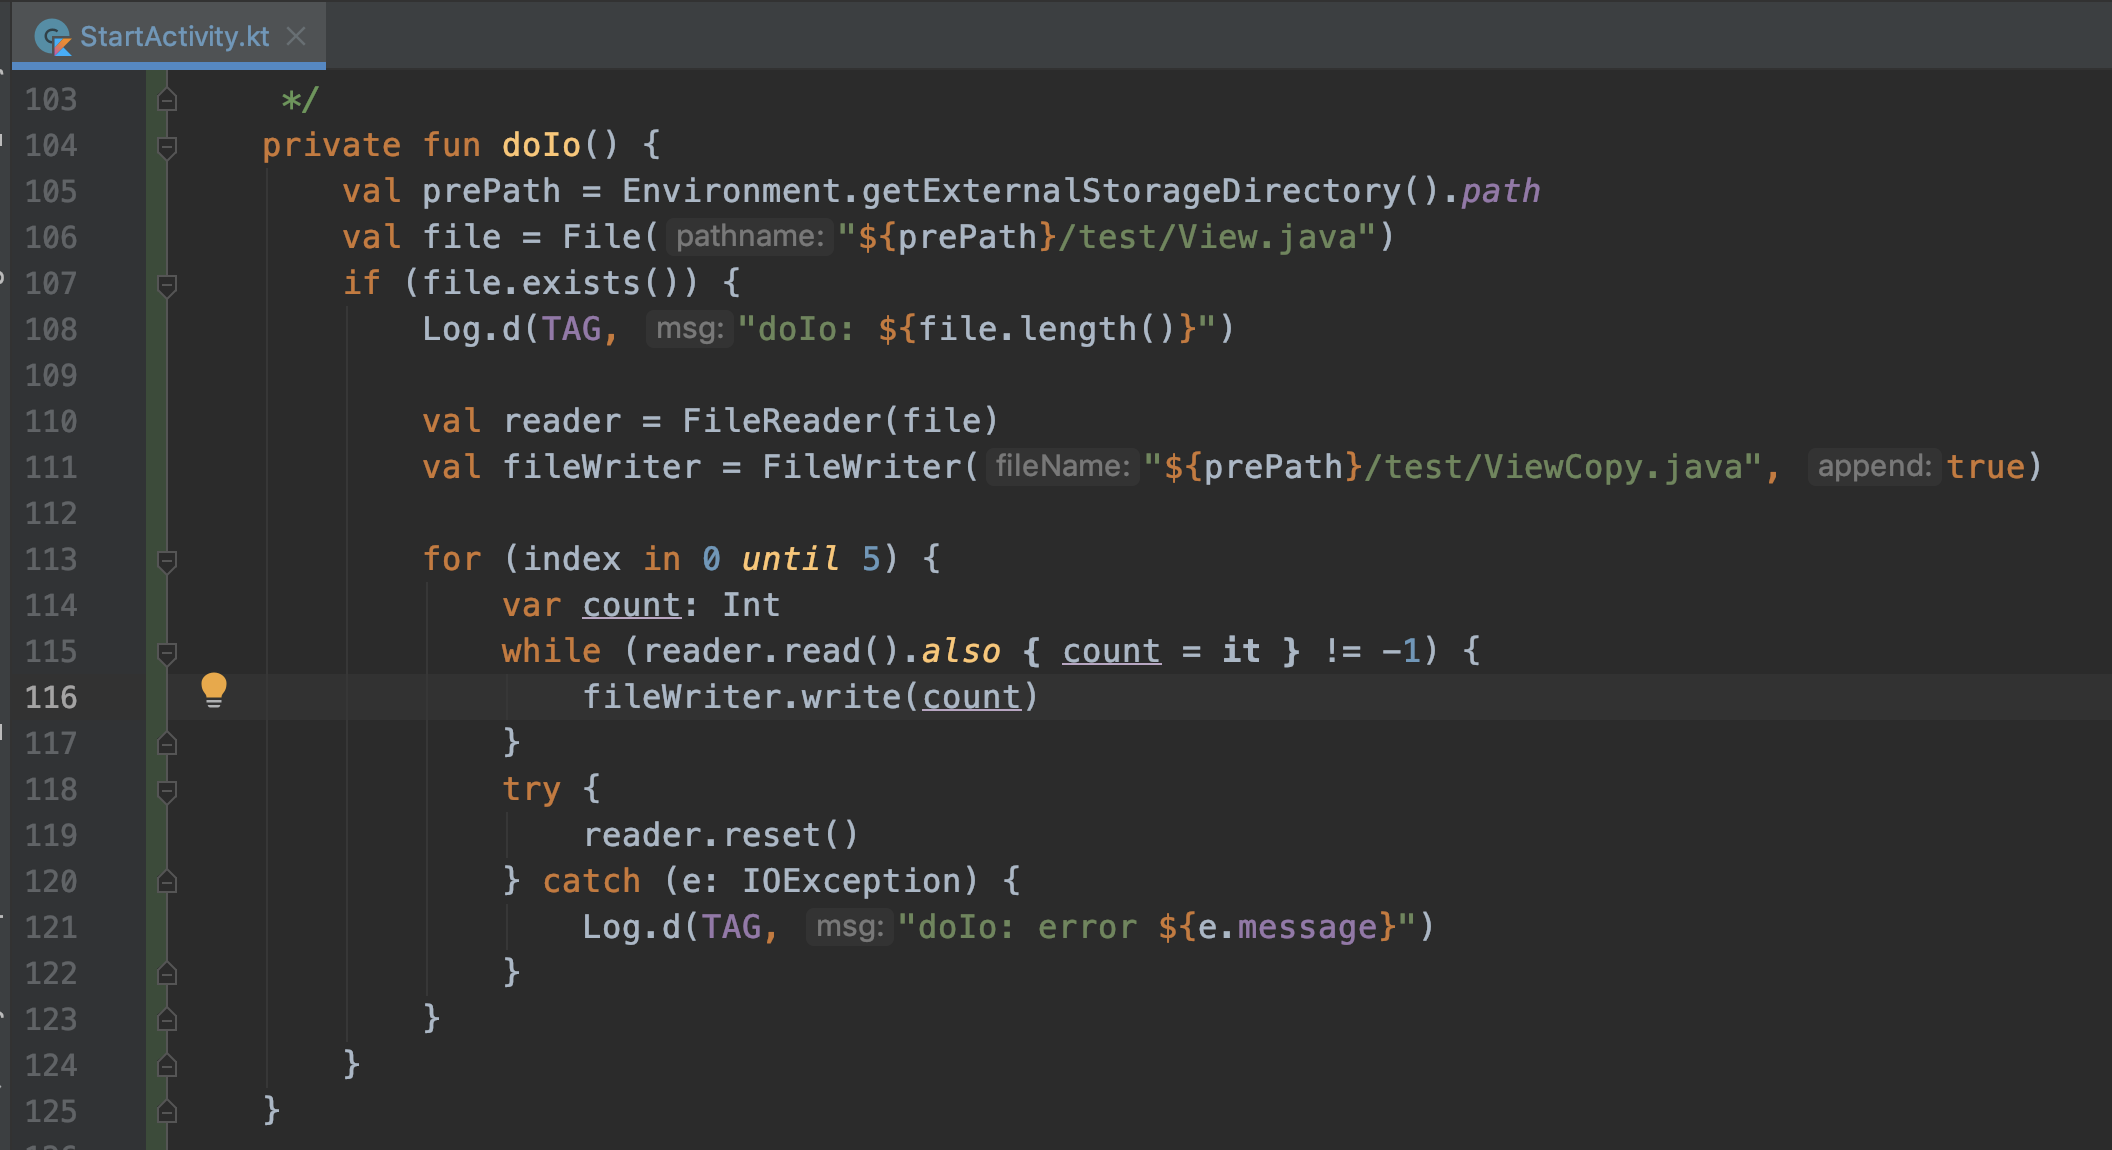 StartActivity.kt
103 */
104 private fun doIo() {
105 val prePath = Environment.getExternalStorageDirectory().path
106 val file = File( pathname: "${prePath}/test/View.java")
107 if (file.exists()) {
108 Log.d(TAG, msg: "doIo: ${file.length()}")
109
110 val reader = FileReader(file)
111 val fileWriter = FileWriter( fileName: "${prePath}/test/ViewCopy.java", append: true)
112
113 for (index in 0 until 5) {
114 var count: Int
115 while (reader.read().also { count = it } != -1) {
116 fileWriter.write(count)
117 }
118 try {
119 reader.reset()
120 } catch (e: IOException) {
121 Log.d(TAG, msg: "doIo: error ${e.message}")
122 }
123 }
124 }
125 }